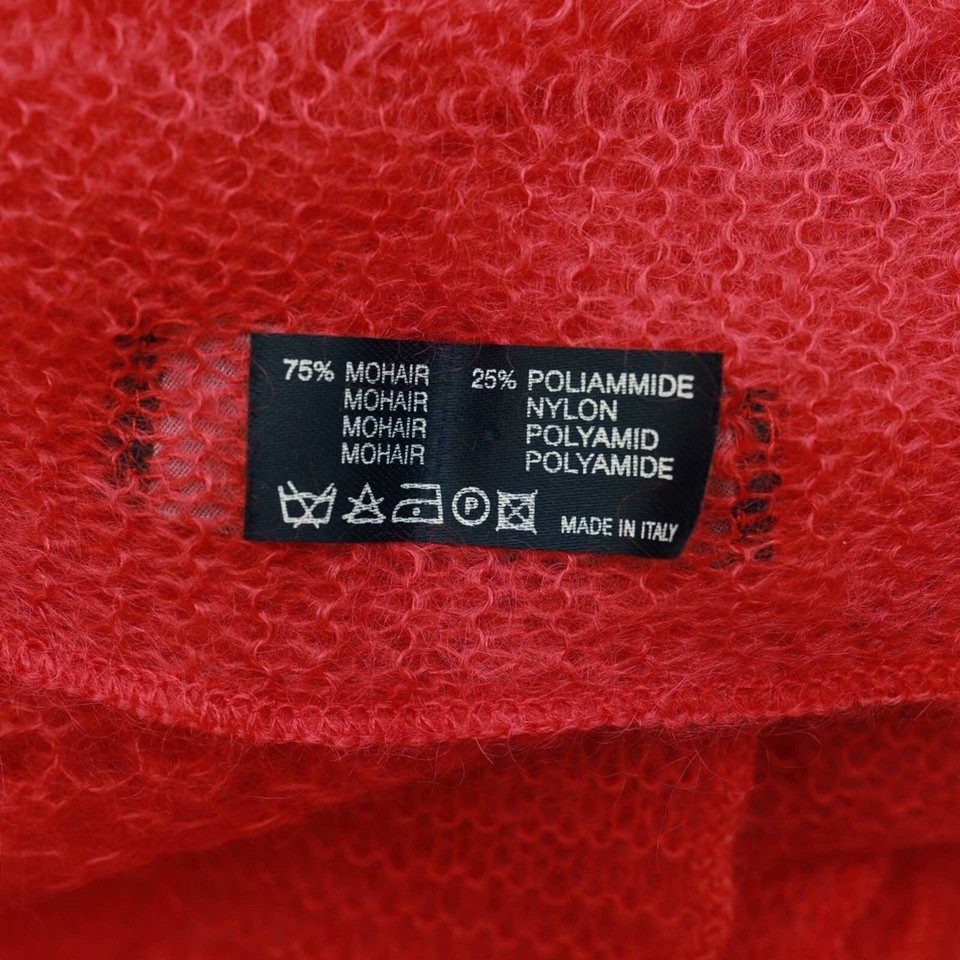 75% MOHAIR 25% POLIAMMIDE
MOHAIR NYLON
MOHAIR POLYAMID
MOHAIR POLYAMIDE
P
MADE IN ITALY